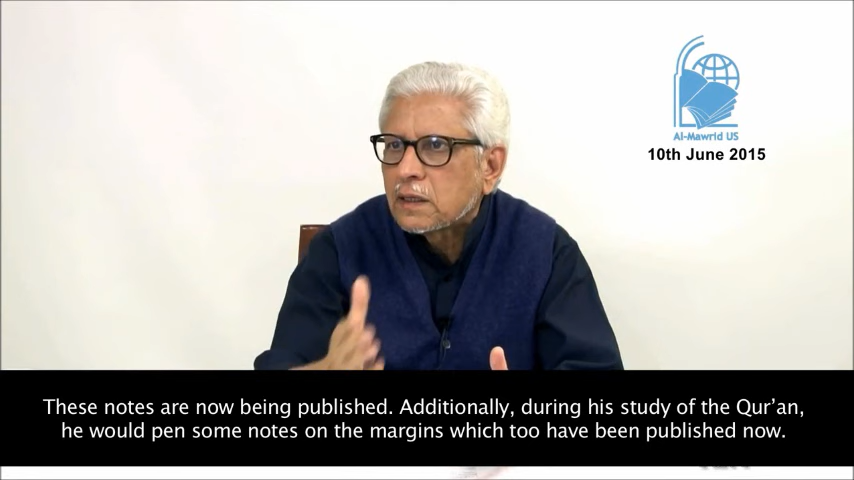 Al-Mawrid US
10th June 2015
These notes are now being published. Additionally, during his study of the Qur’an,
he would pen some notes on the margins which too have been published now.